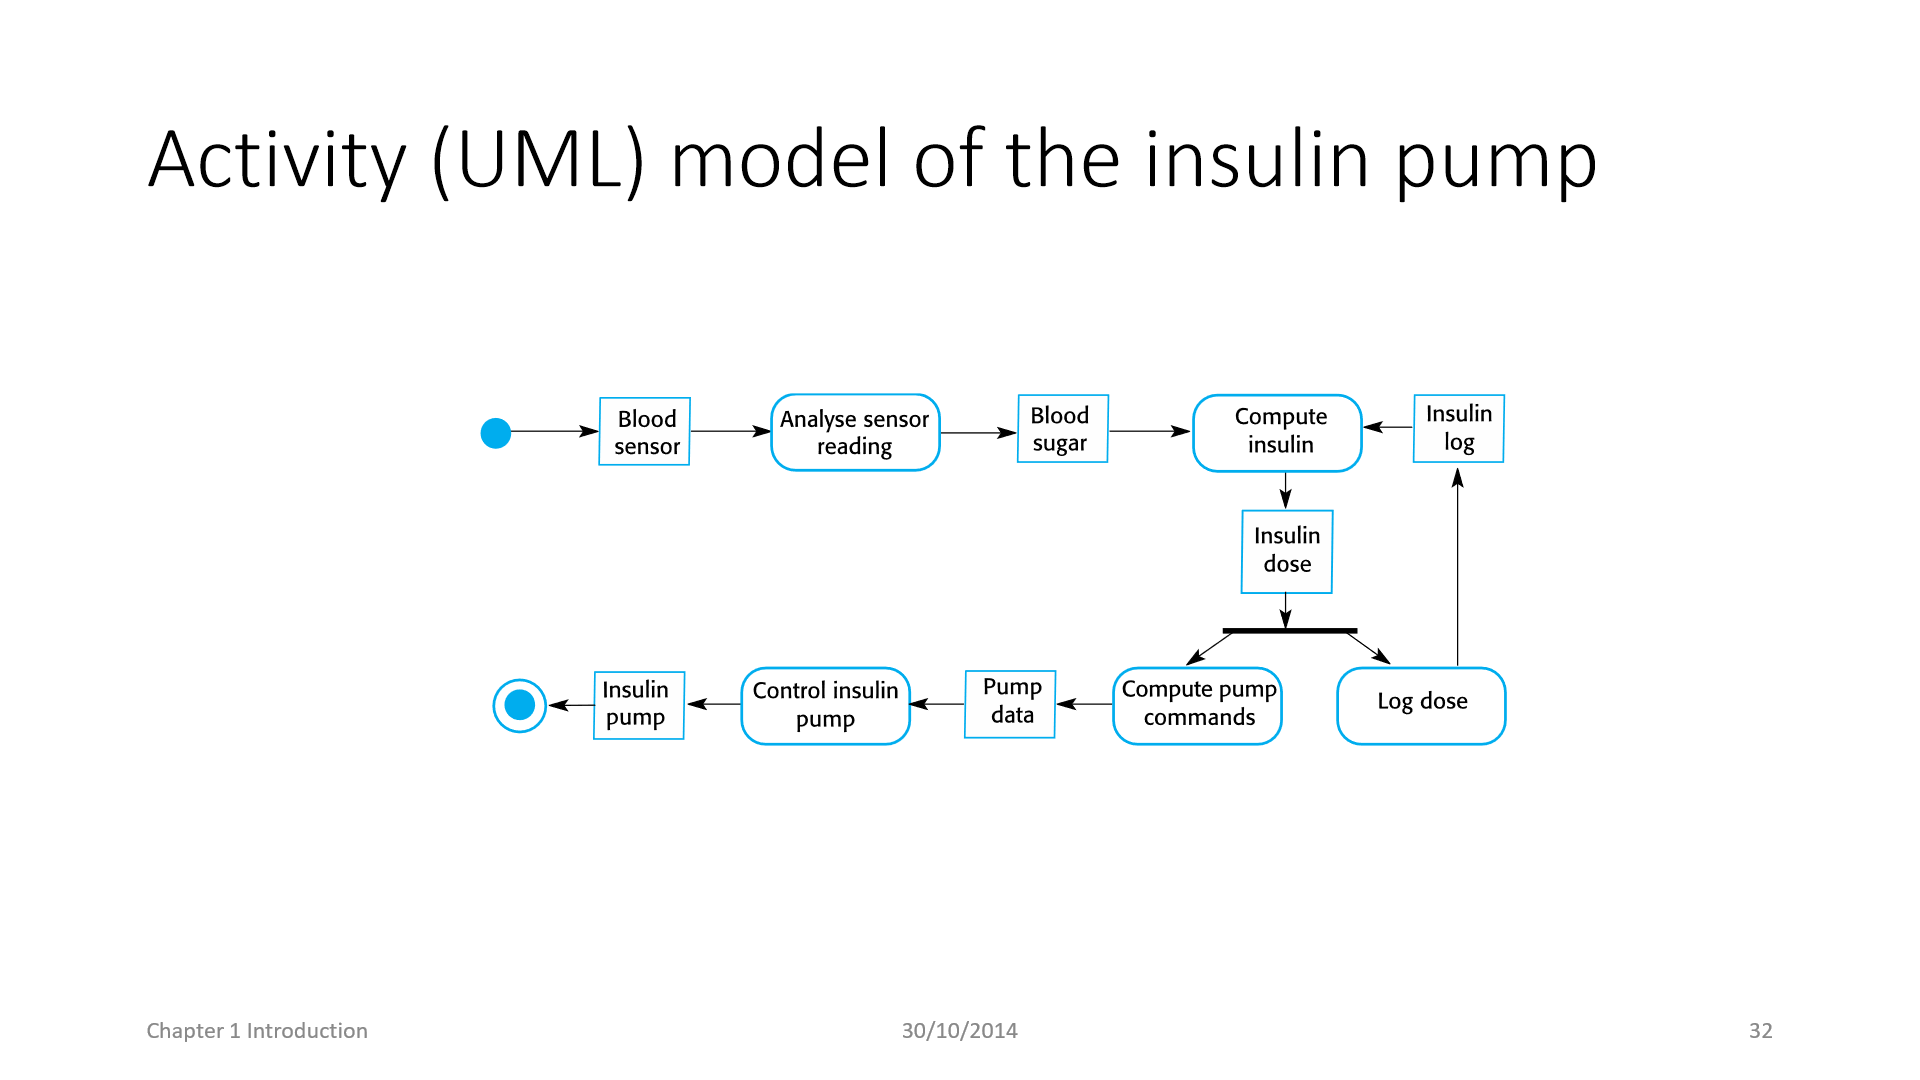 Activity (UML) model of the insulin pump
Blood
sensor
Analyse sensor
reading
Blood
sugar
Compute
insulin
Insulin
log
Insulin
dose
Insulin
pump
Control insulin
pump
Pump
data
Compute pump
commands
Log dose
Chapter 1 Introduction
30/10/2014
32